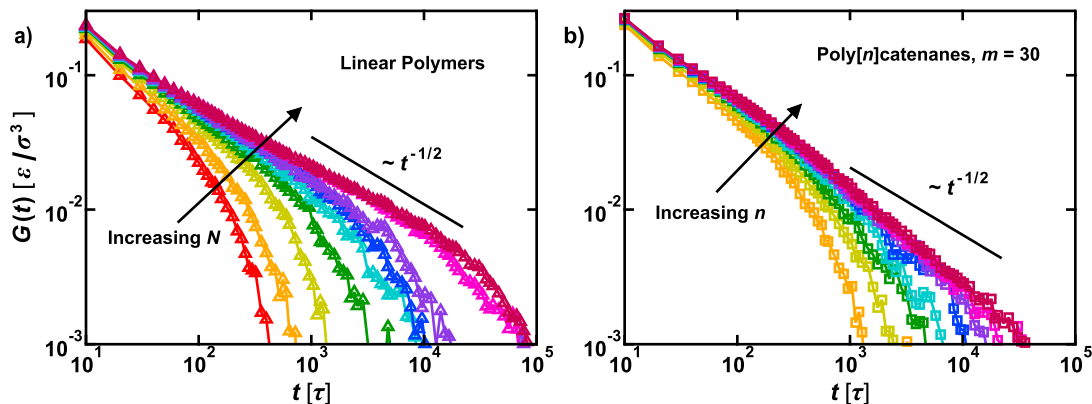 a)
Linear Polymers
~ t^-1/2
Increasing N
G(t) [ε/σ³]
10^-1
10^-2
10^-3
10^1
10^2
10^3
10^4
10^5
t [τ]
b)
Poly[n]catenanes, m = 30
~ t^-1/2
Increasing n
10^-1
10^-2
10^-3
10^1
10^2
10^3
10^4
10^5
t [τ]